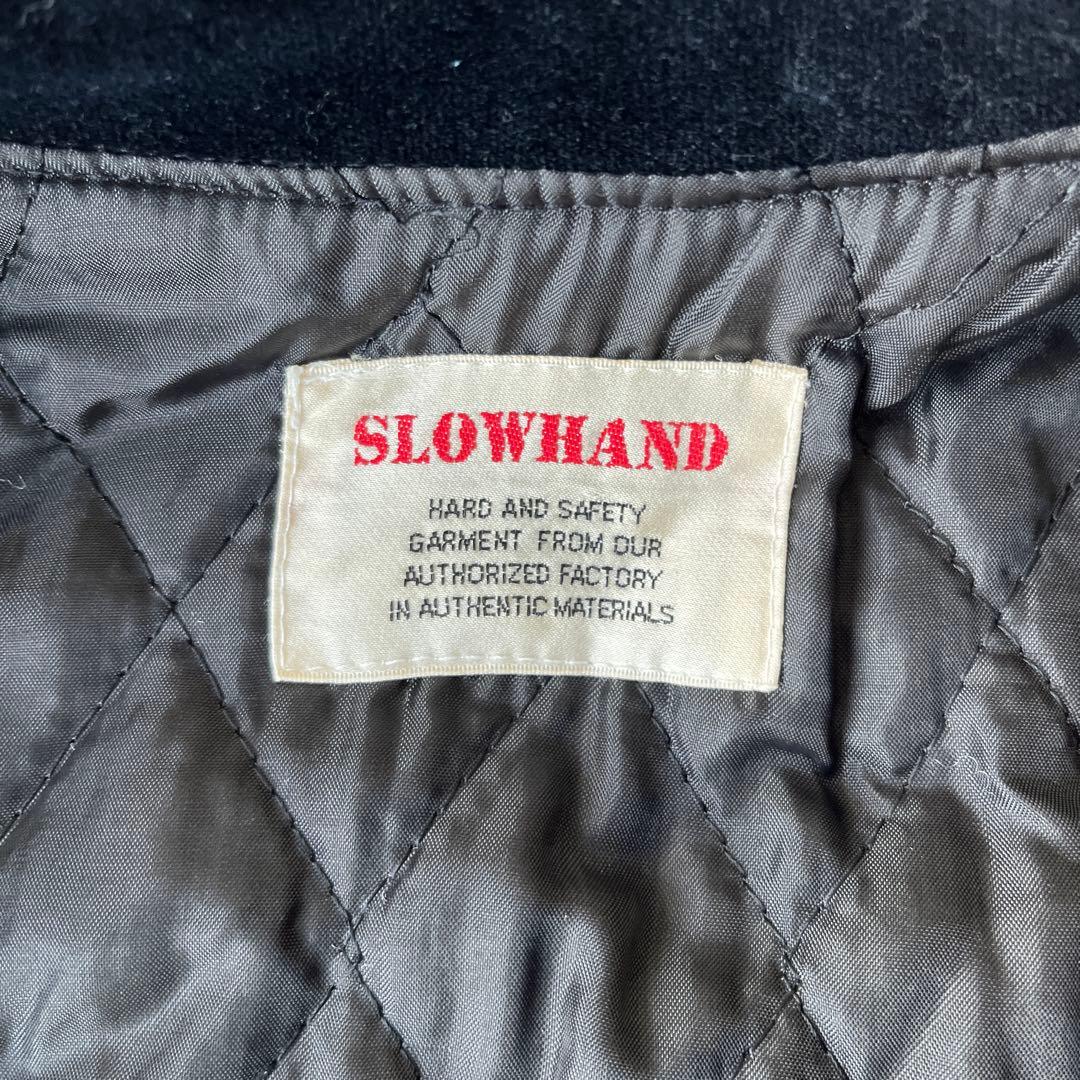 SLOWHAND
HARD AND SAFETY
GARMENT FROM OUR
AUTHORIZED FACTORY
IN AUTHENTIC MATERIALS